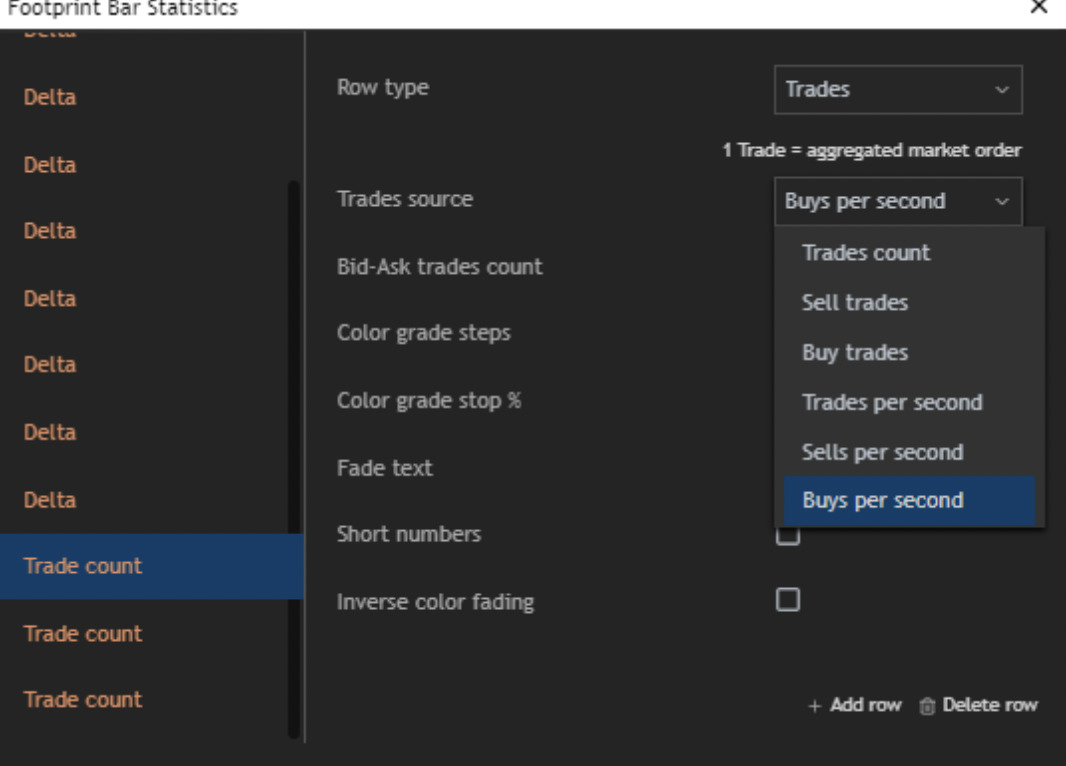 Footprint Bar Statistics
Delta
Delta
Delta
Delta
Delta
Delta
Delta
Delta
Trade count
Trade count
Trade count
Row type
Trades
1 Trade = aggregated market order
Trades source
Buys per second
Trades count
Sell trades
Buy trades
Trades per second
Sells per second
Buys per second
Bid-Ask trades count
Color grade steps
Color grade stop %
Fade text
Short numbers
Inverse color fading
+ Add row
Delete row